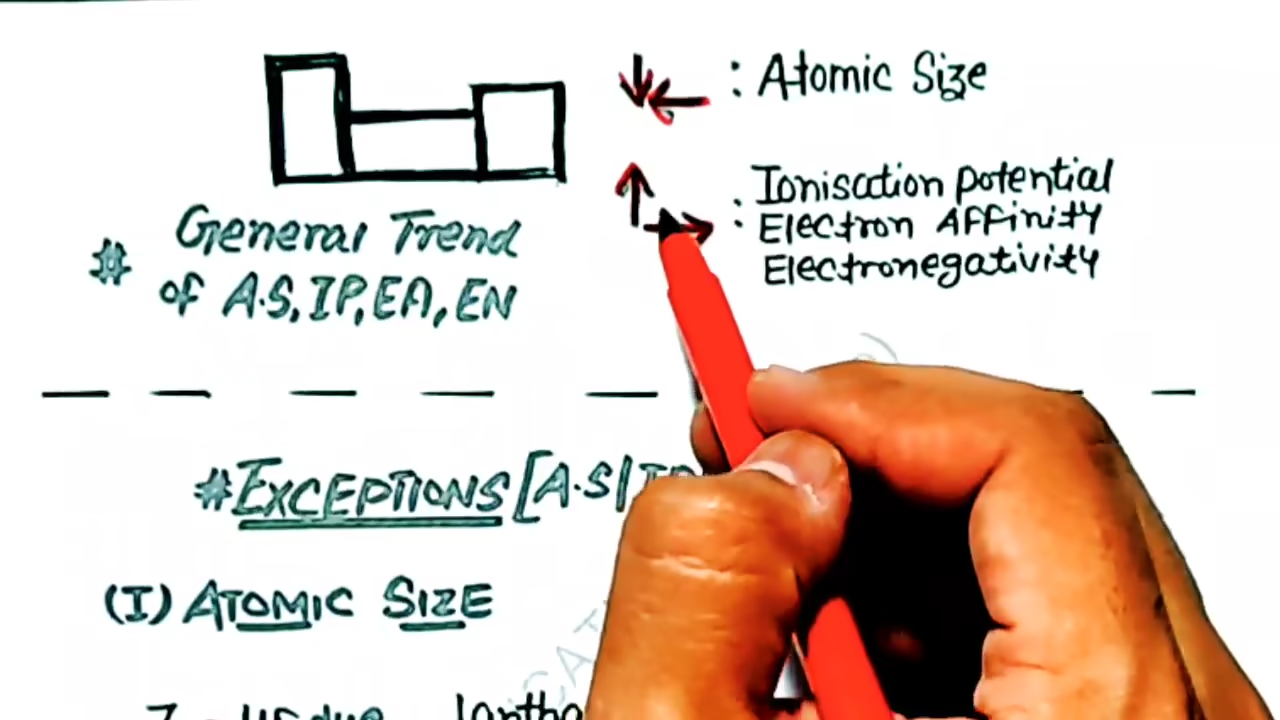 : Atomic Size
: Ionisation potential
Electron Affinity
Electronegativity
# General Trend
of A.S, IP, EA, EN
# EXCEPTIONS [A.S/
(I) ATOMIC SIZE